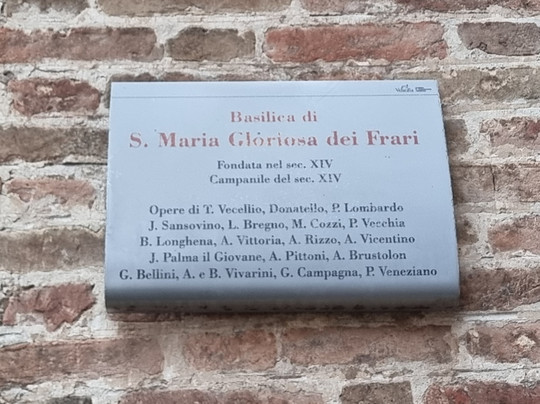 Basilica di
S. Maria Gloriosa dei Frari
Fondata nel sec. XIV
Campanile del sec. XIV
Opere di T. Vecellio, Donatello, P. Lombardo
J. Sansovino, L. Bregno, M. Cozzi, P. Vecchia
B. Longhena, A. Vittoria, A. Rizzo, A. Vicentino
J. Palma il Giovane, A. Pittoni, A. Brustolon
G. Bellini, A. e B. Vivarini, G. Campagna, P. Veneziano